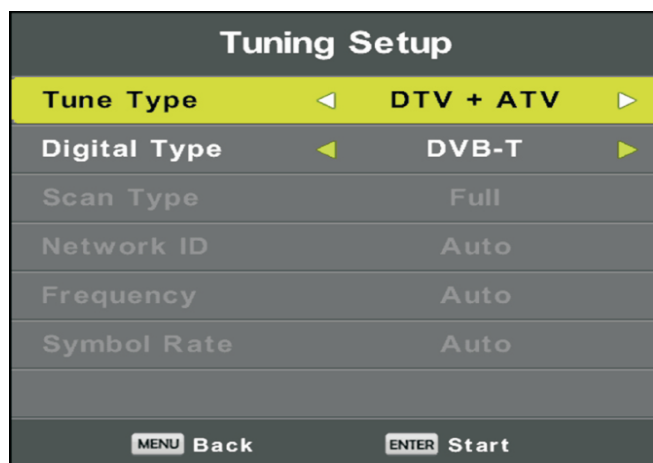 Tuning Setup
Tune Type DTV + ATV
Digital Type DVB-T
Scan Type Full
Network ID Auto
Frequency Auto
Symbol Rate Auto
MENU Back ENTER Start